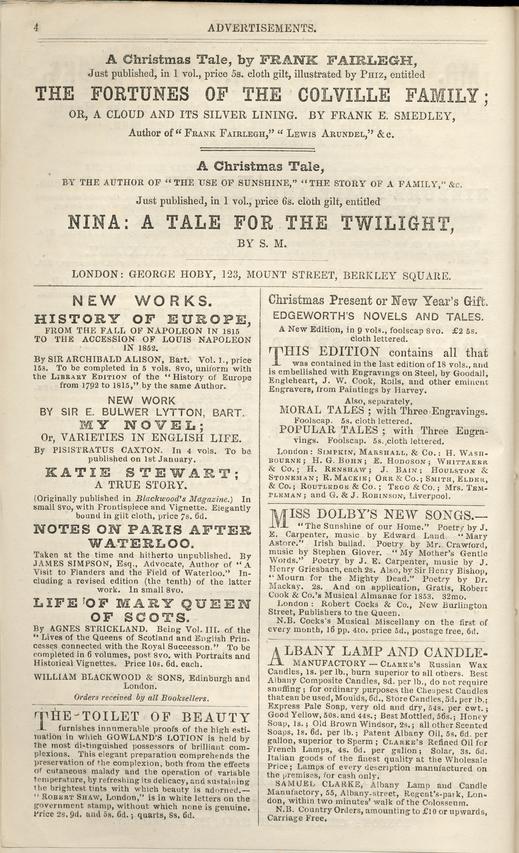 4
ADVERTISEMENTS.
A Christmas Tale, by FRANK FAIRLEGH,
Just published, in 1 vol., price 5s. cloth gilt, illustrated by PHIZ, entitled
THE FORTUNES OF THE COLVILLE FAMILY;
OR, A CLOUD AND ITS SILVER LINING. BY FRANK E. SMEDLEY,
Author of "FRANK FAIRLEGH," "LEWIS ARUNDEL," &c.
A Christmas Tale,
BY THE AUTHOR OF "THE USE OF SUNSHINE," "THE STORY OF A FAMILY," &c.
Just published, in 1 vol., price 6s. cloth gilt, entitled
NINA: A TALE FOR THE TWILIGHT,
BY S. M.
LONDON: GEORGE HOBY, 123, MOUNT STREET, BERKLEY SQUARE.
NEW WORKS.
HISTORY OF EUROPE,
FROM THE FALL OF NAPOLEON IN 1815
TO THE ACCESSION OF LOUIS NAPOLEON
IN 1852.
By SIR ARCHIBALD ALISON, Bart. Vol. 1., price
15s. To be completed in 5 vols. 8vo, uniform with
the LIBRARY EDITION of the "History of Europe
from 1792 to 1815," by the same Author.
NEW WORK
BY SIR E. BULWER LYTTON, BART.
MY NOVEL;
Or, VARIETIES IN ENGLISH LIFE.
By PISISTRATUS CAXTON. In 4 vols. To be
published on 1st January.
KATIE STEWART;
A TRUE STORY.
(Originally published in Blackwood's Magazine.) In
small 8vo, with Frontispiece and Vignette. Elegantly
bound in gilt cloth, price 7s. 6d.
NOTES ON PARIS AFTER
WATERLOO.
Taken at the time and hitherto unpublished. By
JAMES SIMPSON, Esq., Advocate, Author of "A
Visit to Flanders and the Field of Waterloo." In-
cluding a revised edition (the tenth) of the latter
work. In small 8vo.
LIFE OF MARY QUEEN
OF SCOTS.
By AGNES STRICKLAND. Being Vol. III. of the
"Lives of the Queens of Scotland and English Prin-
cesses connected with the Royal Succession." To be
completed in 6 volumes, post 8vo. with Portraits and
Historical Vignettes. Price 10s. 6d. each.
WILLIAM BLACKWOOD & SONS, Edinburgh and
London.
Orders received by all Booksellers.
THE TOILET OF BEAUTY
furnishes innumerable proofs of the high esti-
mation in which GOWLAND'S LOTION is held by
the most distinguished possessors of brilliant com-
plexions. This elegant preparation comprehends the
preservation of the complexion, both from the effects
of cutaneous malady and the operation of variable
temperature, by refreshing its delicacy, and sustaining
the brightest tints with which beauty is adorned.—
"ROBERT SHAW, London," is in white letters on the
government stamp, without which none is genuine.
Price 2s. 9d. and 5s. 6d.; quarts, 8s. 6d.
Christmas Present or New Year's Gift.
EDGEWORTH'S NOVELS AND TALES.
A New Edition, in 9 vols., foolscap 8vo. £2 5s.
cloth lettered.
THIS EDITION contains all that
was contained in the last edition of 18 vols., and
is embellished with Engravings on Steel, by Goodall,
Engleheart, J. W. Cook, Rolls, and other eminent
Engravers, from Paintings by Harvey.
Also, separately,
MORAL TALES; with Three Engravings.
Foolscap. 5s. cloth lettered.
POPULAR TALES; with Three Engra-
vings. Foolscap. 5s. cloth lettered.
London: SIMPKIN, MARSHALL, & CO.; H. WASH-
BOURNE; H. G. BOHN; E. HODGSON; WHITTAKER
& CO.; H. RENSHAW; J. BAIN; HOULSTON &
STONEMAN; R. MACKIE; ORR & CO.; SMITH, ELDER,
& CO.; ROUTLEDGE & CO.; TEGG & CO.; MRS. TEM-
PLEMAN; and G. & J. ROBINSON, Liverpool.
MISS DOLBY'S NEW SONGS.—
"The Sunshine of our Home." Poetry by J.
E. Carpenter, music by Edward Land. "Mary
Astore." Irish ballad. Poetry by Mr. Crawford,
music by Stephen Glover. "My Mother's Gentle
Words." Poetry by J. E. Carpenter, music by J.
Henry Griesbach, each 2s. Also, by Sir Henry Bishop,
"Mourn for the Mighty Dead." Poetry by Dr.
Mackay. 2s. And on application, Gratis, Robert
Cook & Co.'s Musical Almanac for 1853. 32mo.
London: Robert Cocks & Co., New Burlington
Street, Publishers to the Queen.
N.B. Cocks's Musical Miscellany on the first of
every month, 16 pp. 4to. price 5d., postage free, 6d.
ALBANY LAMP AND CANDLE-
MANUFACTORY—CLARKE'S Russian Wax
Candles, 1s. per lb., burn superior to all others. Best
Albany Composite Candles, 8d. per lb., do not require
snuffing; for ordinary purposes the Cheapest Candles
that can be used, Moulds, 6d., Store Candles, 5d. per lb.;
Express Pale Soap, very old and dry, 54s. per cwt.;
Good Yellow, 50s. and 44s.; Best Mottled, 56s.; Honey
Soap, 1s.; Old Brown Windsor, 2s.; all other Scented
Soaps, 1s. 6d. per lb.; Patent Albany Oil, 5s. 6d. per
gallon, superior to Sperm; CLARKE'S Refined Oil for
French Lamps, 4s. 6d. per gallon; Solar, 3s. 6d.
Italian goods of the finest quality at the Wholesale
Price; Lamps of every description manufactured on
the premises, for cash only.
SAMUEL CLARKE, Albany Lamp and Candle
Manufactory, 55, Albany-street, Regent's-park, Lon-
don, within two minutes' walk of the Colosseum.
N.B. Country Orders, amounting to £10 or upwards,
Carriage Free.